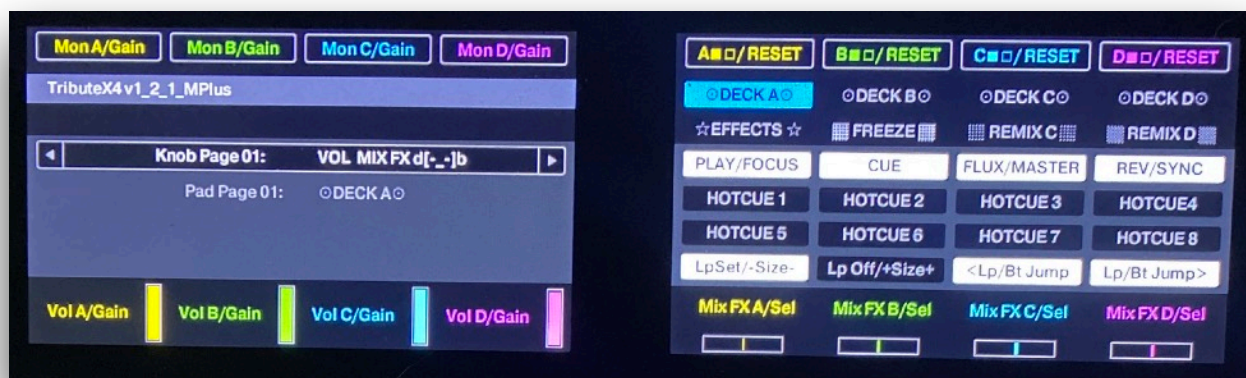 Mon A/Gain Mon B/Gain Mon C/Gain Mon D/Gain
TributeX4v1_2_1_MPlus
◀ Knob Page 01: VOL MIX FX d[-_-]b ▶
Pad Page 01: ⊙DECK A⊙
Vol A/Gain Vol B/Gain Vol C/Gain Vol D/Gain
A■□/RESET B■□/RESET C■□/RESET D■□/RESET
⊙DECK A⊙ ⊙DECK B⊙ ⊙DECK C⊙ ⊙DECK D⊙
☆EFFECTS ☆ ▦FREEZE▦ ▦ REMIX C▦ ▦ REMIX D▦
PLAY/FOCUS CUE FLUX/MASTER REV/SYNC
HOTCUE 1 HOTCUE 2 HOTCUE 3 HOTCUE4
HOTCUE 5 HOTCUE 6 HOTCUE 7 HOTCUE 8
LpSet/-Size- Lp Off/+Size+ <Lp/Bt Jump Lp/Bt Jump>
Mix FX A/Sel Mix FX B/Sel Mix FX C/Sel Mix FX D/Sel